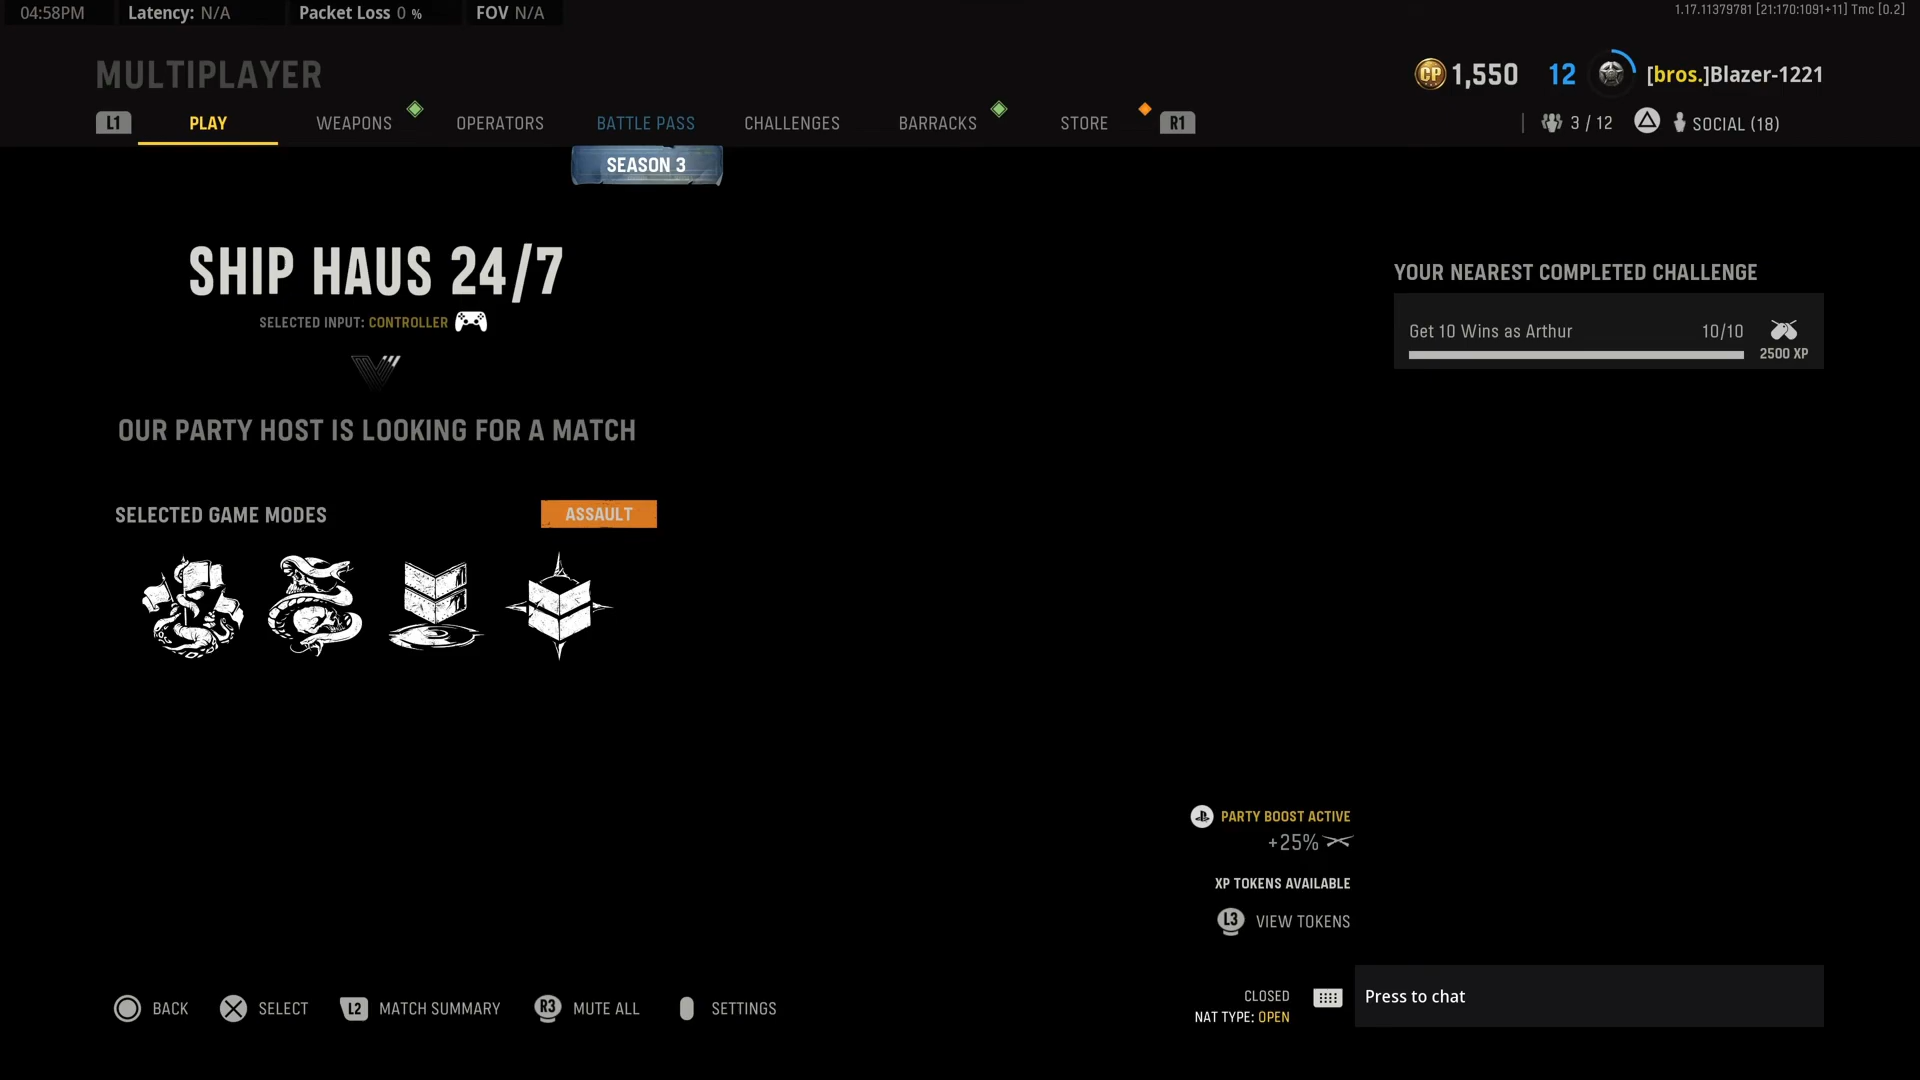 04:58PM Latency: N/A Packet Loss 0 % FOV N/A
1.17.11379781 [21:170:1091+11] Tmc [0.2]
MULTIPLAYER
CP 1,550 12 [bros.]Blazer-1221
L1 PLAY WEAPONS OPERATORS BATTLE PASS CHALLENGES BARRACKS STORE R1
3 / 12 SOCIAL (18)
SEASON 3
SHIP HAUS 24/7
SELECTED INPUT: CONTROLLER
OUR PARTY HOST IS LOOKING FOR A MATCH
SELECTED GAME MODES
ASSAULT
YOUR NEAREST COMPLETED CHALLENGE
Get 10 Wins as Arthur 10/10
2500 XP
PARTY BOOST ACTIVE
+25%
XP TOKENS AVAILABLE
L3 VIEW TOKENS
BACK SELECT L2 MATCH SUMMARY R3 MUTE ALL SETTINGS
CLOSED
NAT TYPE: OPEN
Press to chat